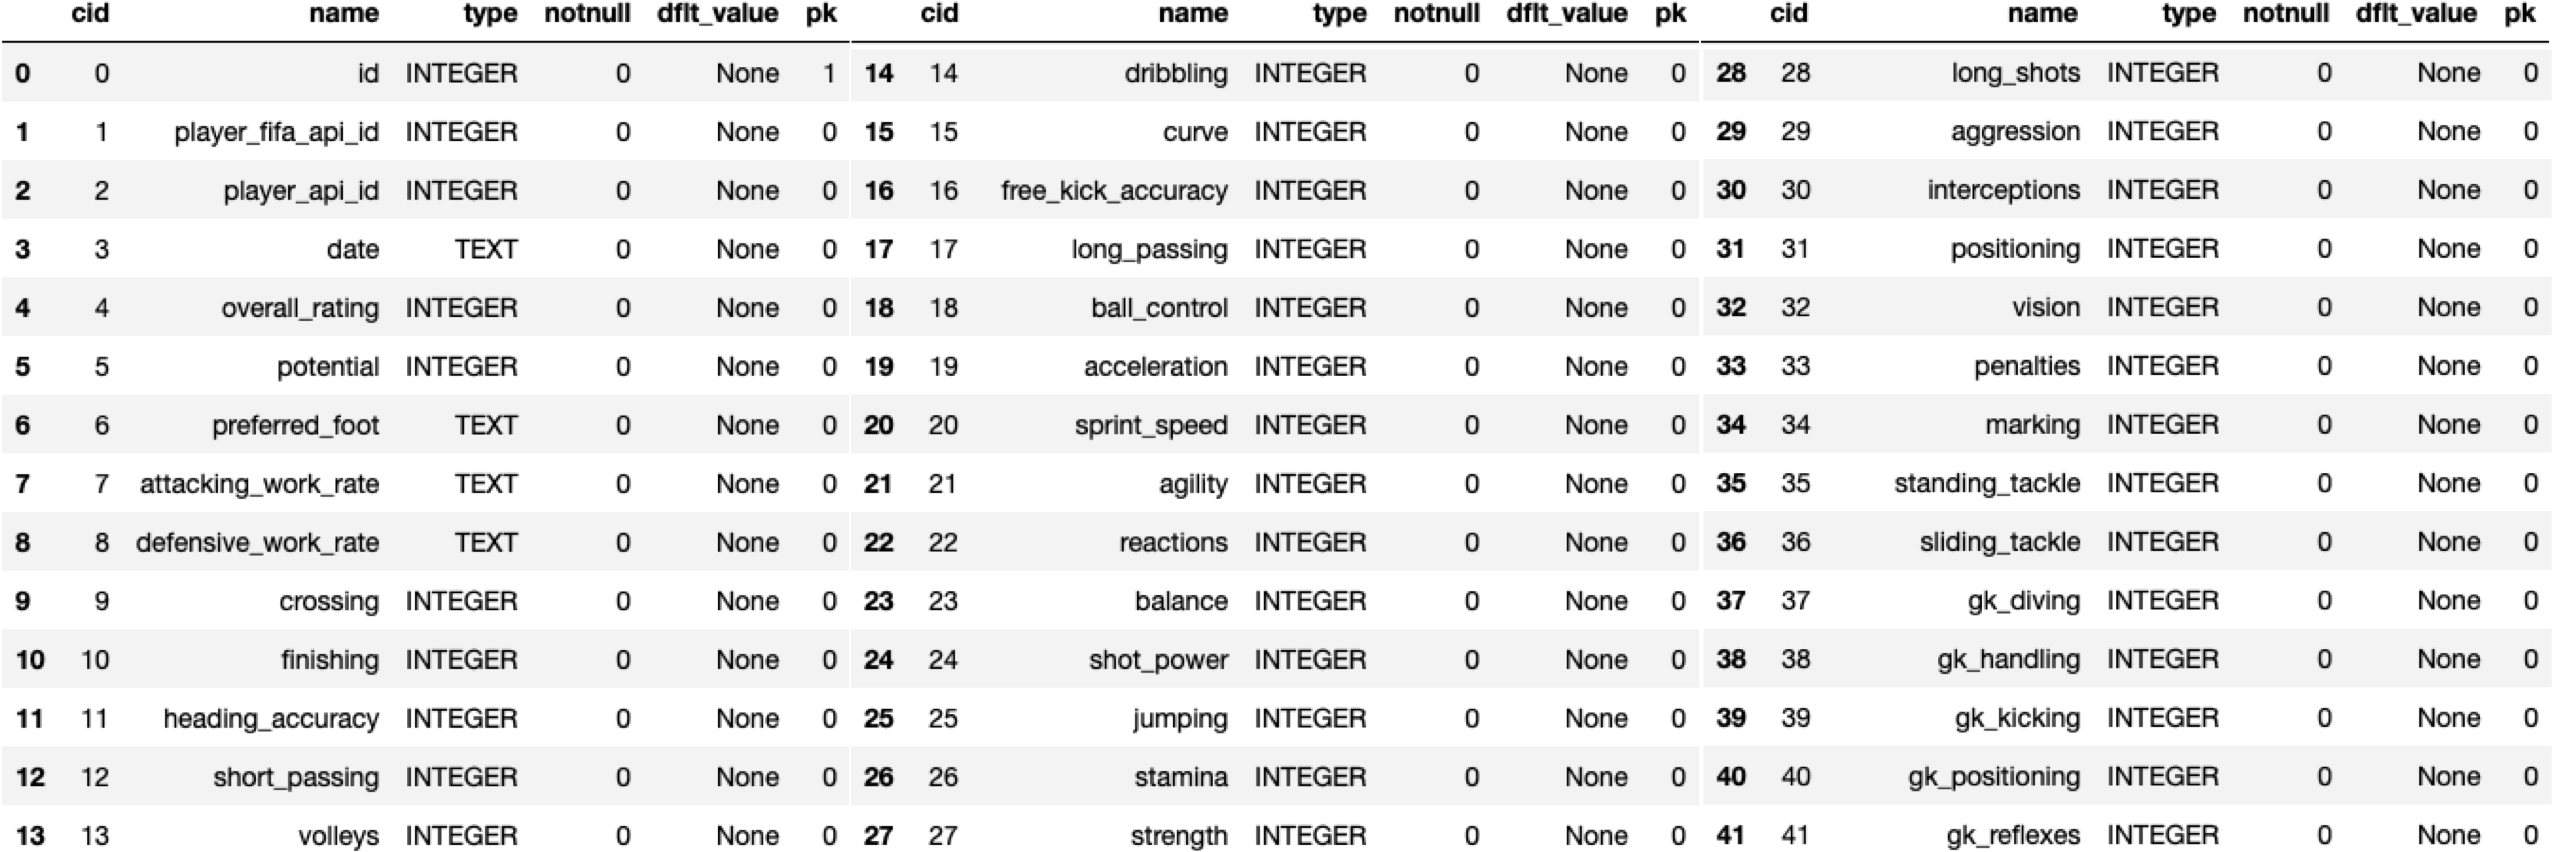 cid name type notnull dflt_value pk cid name type notnull dflt_value pk cid name type notnull dflt_value pk
0 0 id INTEGER 0 None 1 14 14 dribbling INTEGER 0 None 0 28 28 long_shots INTEGER 0 None 0
1 1 player_fifa_api_id INTEGER 0 None 0 15 15 curve INTEGER 0 None 0 29 29 aggression INTEGER 0 None 0
2 2 player_api_id INTEGER 0 None 0 16 16 free_kick_accuracy INTEGER 0 None 0 30 30 interceptions INTEGER 0 None 0
3 3 date TEXT 0 None 0 17 17 long_passing INTEGER 0 None 0 31 31 positioning INTEGER 0 None 0
4 4 overall_rating INTEGER 0 None 0 18 18 ball_control INTEGER 0 None 0 32 32 vision INTEGER 0 None 0
5 5 potential INTEGER 0 None 0 19 19 acceleration INTEGER 0 None 0 33 33 penalties INTEGER 0 None 0
6 6 preferred_foot TEXT 0 None 0 20 20 sprint_speed INTEGER 0 None 0 34 34 marking INTEGER 0 None 0
7 7 attacking_work_rate TEXT 0 None 0 21 21 agility INTEGER 0 None 0 35 35 standing_tackle INTEGER 0 None 0
8 8 defensive_work_rate TEXT 0 None 0 22 22 reactions INTEGER 0 None 0 36 36 sliding_tackle INTEGER 0 None 0
9 9 crossing INTEGER 0 None 0 23 23 balance INTEGER 0 None 0 37 37 gk_diving INTEGER 0 None 0
10 10 finishing INTEGER 0 None 0 24 24 shot_power INTEGER 0 None 0 38 38 gk_handling INTEGER 0 None 0
11 11 heading_accuracy INTEGER 0 None 0 25 25 jumping INTEGER 0 None 0 39 39 gk_kicking INTEGER 0 None 0
12 12 short_passing INTEGER 0 None 0 26 26 stamina INTEGER 0 None 0 40 40 gk_positioning INTEGER 0 None 0
13 13 volleys INTEGER 0 None 0 27 27 strength INTEGER 0 None 0 41 41 gk_reflexes INTEGER 0 None 0